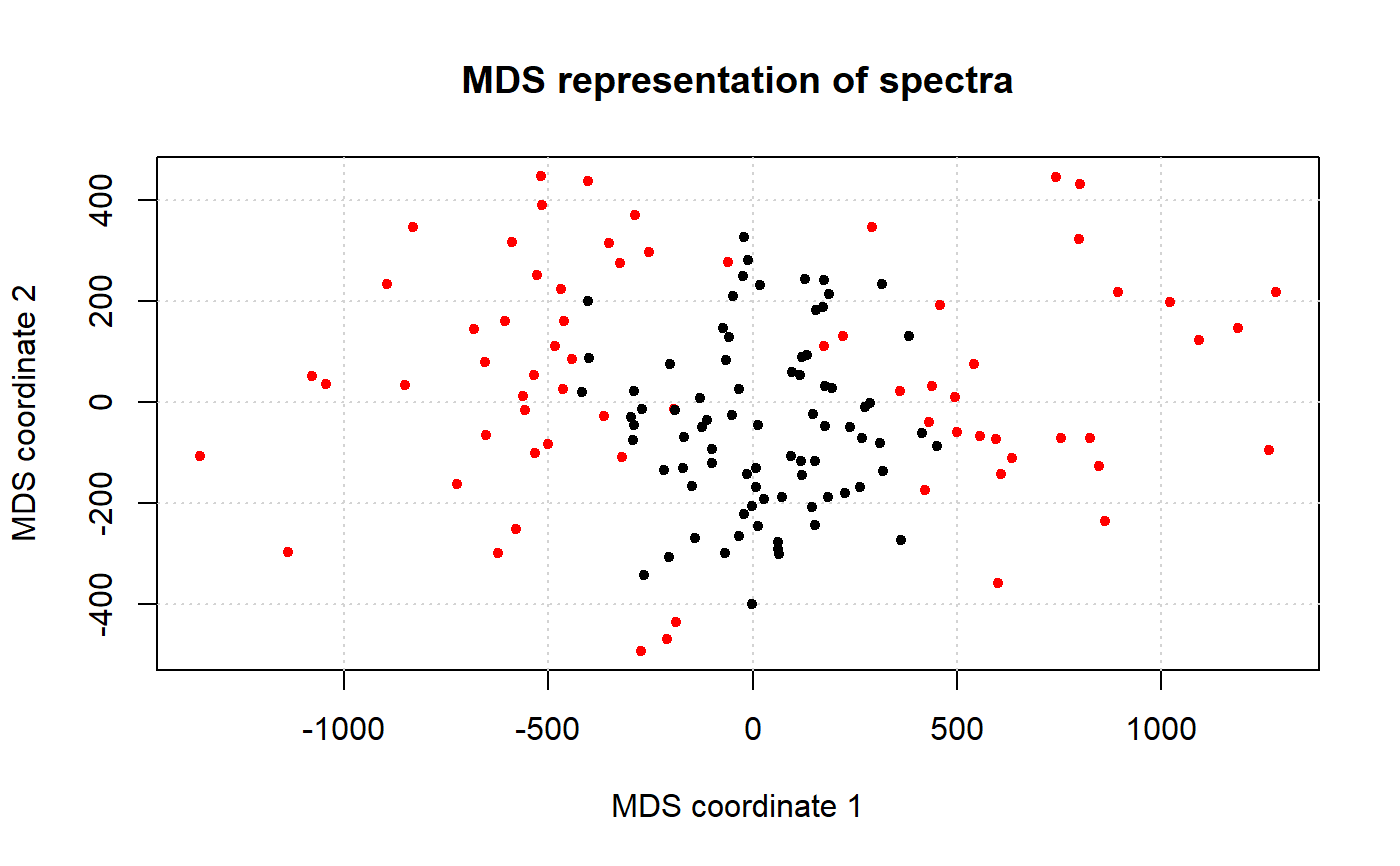 MDS representation of spectra
MDS coordinate 2
400
200
0
-200
-400
-1000 -500 0 500 1000
MDS coordinate 1